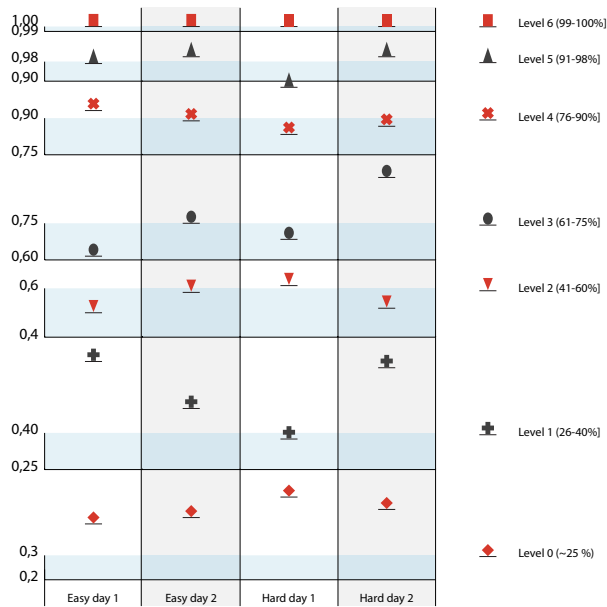 1,00
0,99
Level 6 (99-100%]
Level 5 (91-98%]
0,98
0,90
0,90
Level 4 (76-90%]
0,75
0,75
Level 3 (61-75%]
0,60
0,6
Level 2 (41-60%]
0,4
0,40
Level 1 (26-40%]
0,25
0,3
Level 0 (~25 %)
0,2
Easy day 1
Easy day 2
Hard day 1
Hard day 2